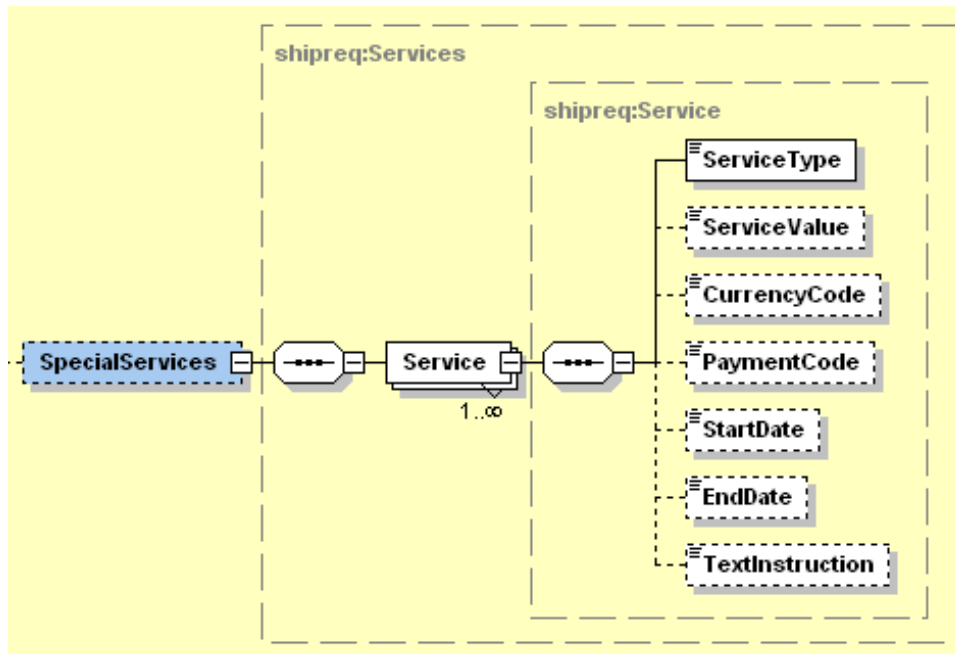 shipreq:Services
shipreq:Service
ServiceType
ServiceValue
CurrencyCode
SpecialServices
Service
PaymentCode
1..∞
StartDate
EndDate
TextInstruction